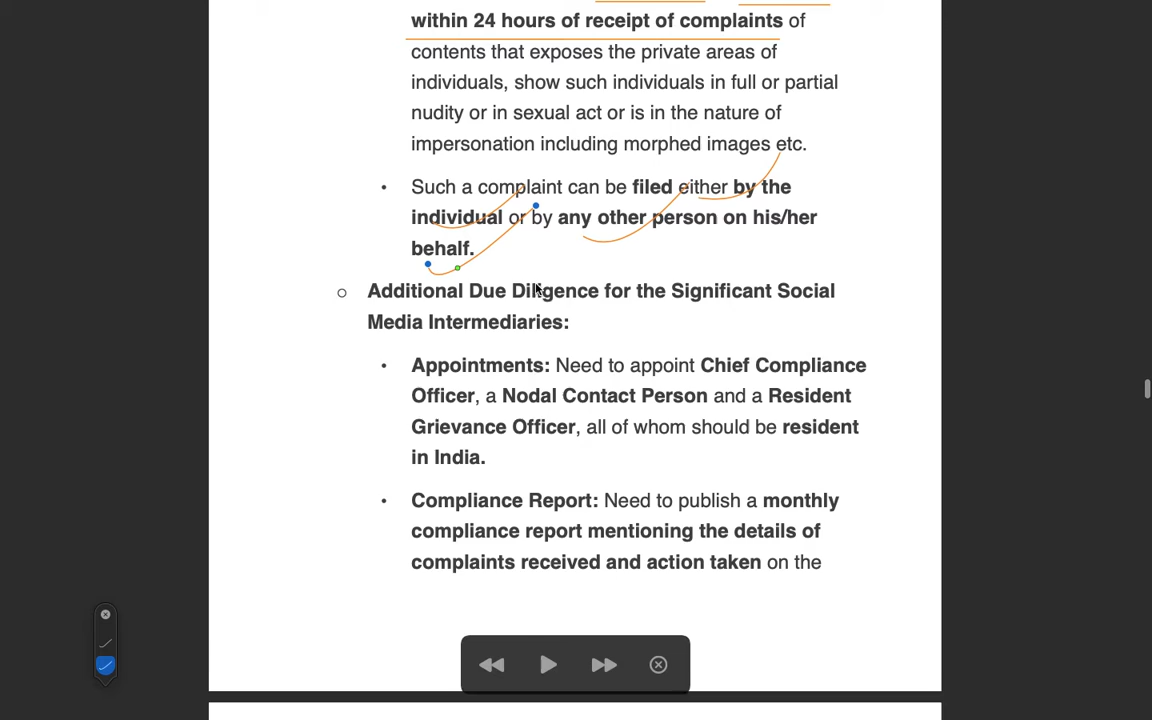 within 24 hours of receipt of complaints of
contents that exposes the private areas of
individuals, show such individuals in full or partial
nudity or in sexual act or is in the nature of
impersonation including morphed images etc.
• Such a complaint can be filed either by the
individual or by any other person on his/her
behalf.
○ Additional Due Diligence for the Significant Social
Media Intermediaries:
• Appointments: Need to appoint Chief Compliance
Officer, a Nodal Contact Person and a Resident
Grievance Officer, all of whom should be resident
in India.
• Compliance Report: Need to publish a monthly
compliance report mentioning the details of
complaints received and action taken on the